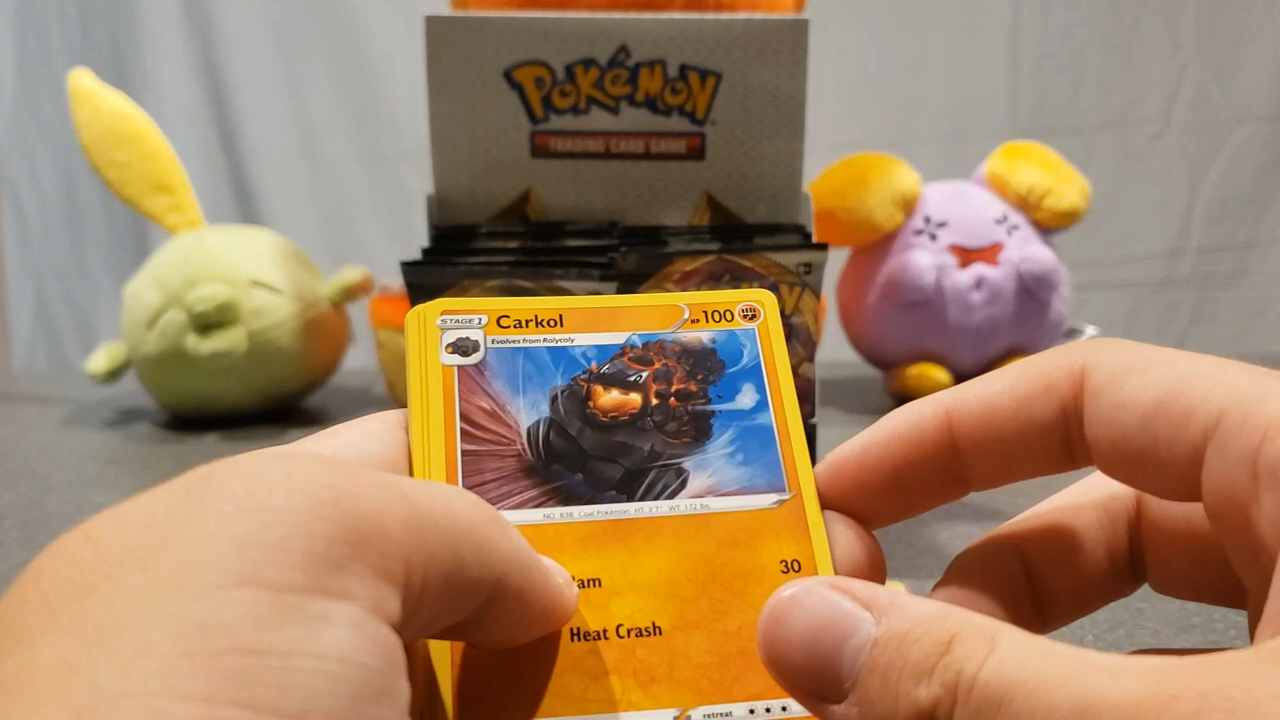 POKéMON
TRADING CARD GAME
STAGE 1 Carkol HP 100
Evolves from Rolycoly
NO. 838 Coal Pokémon HT: 3'7" WT: 172 lbs.
Ram 30
Heat Crash
retreat